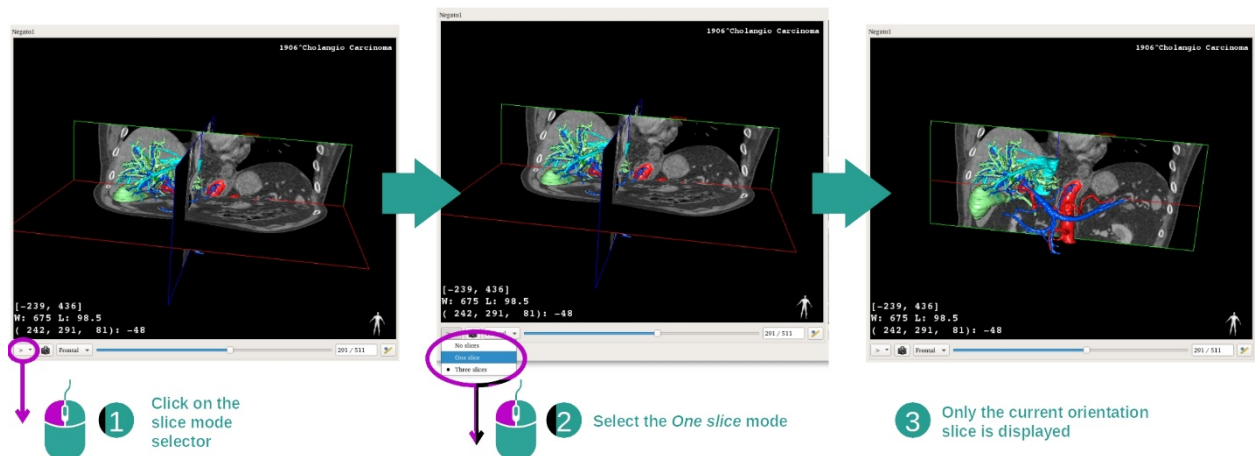 Negato1
1906^Cholangio Carcinoma
[-239, 436]
W: 675 L: 98.5
( 242, 291,  81): -48
> Frontal 291 / 511
1
Click on the
slice mode
selector
Negato1
1906^Cholangio Carcinoma
[-239, 436]
W: 675 L: 98.5
( 242, 291,  81): -48
291 / 511
No slices
One slice
Three slices
2
Select the One slice mode
Negato1
1906^Cholangio Carcinoma
[-239, 436]
W: 675 L: 98.5
( 242, 291,  81): -48
> Frontal 291 / 511
3
Only the current orientation
slice is displayed